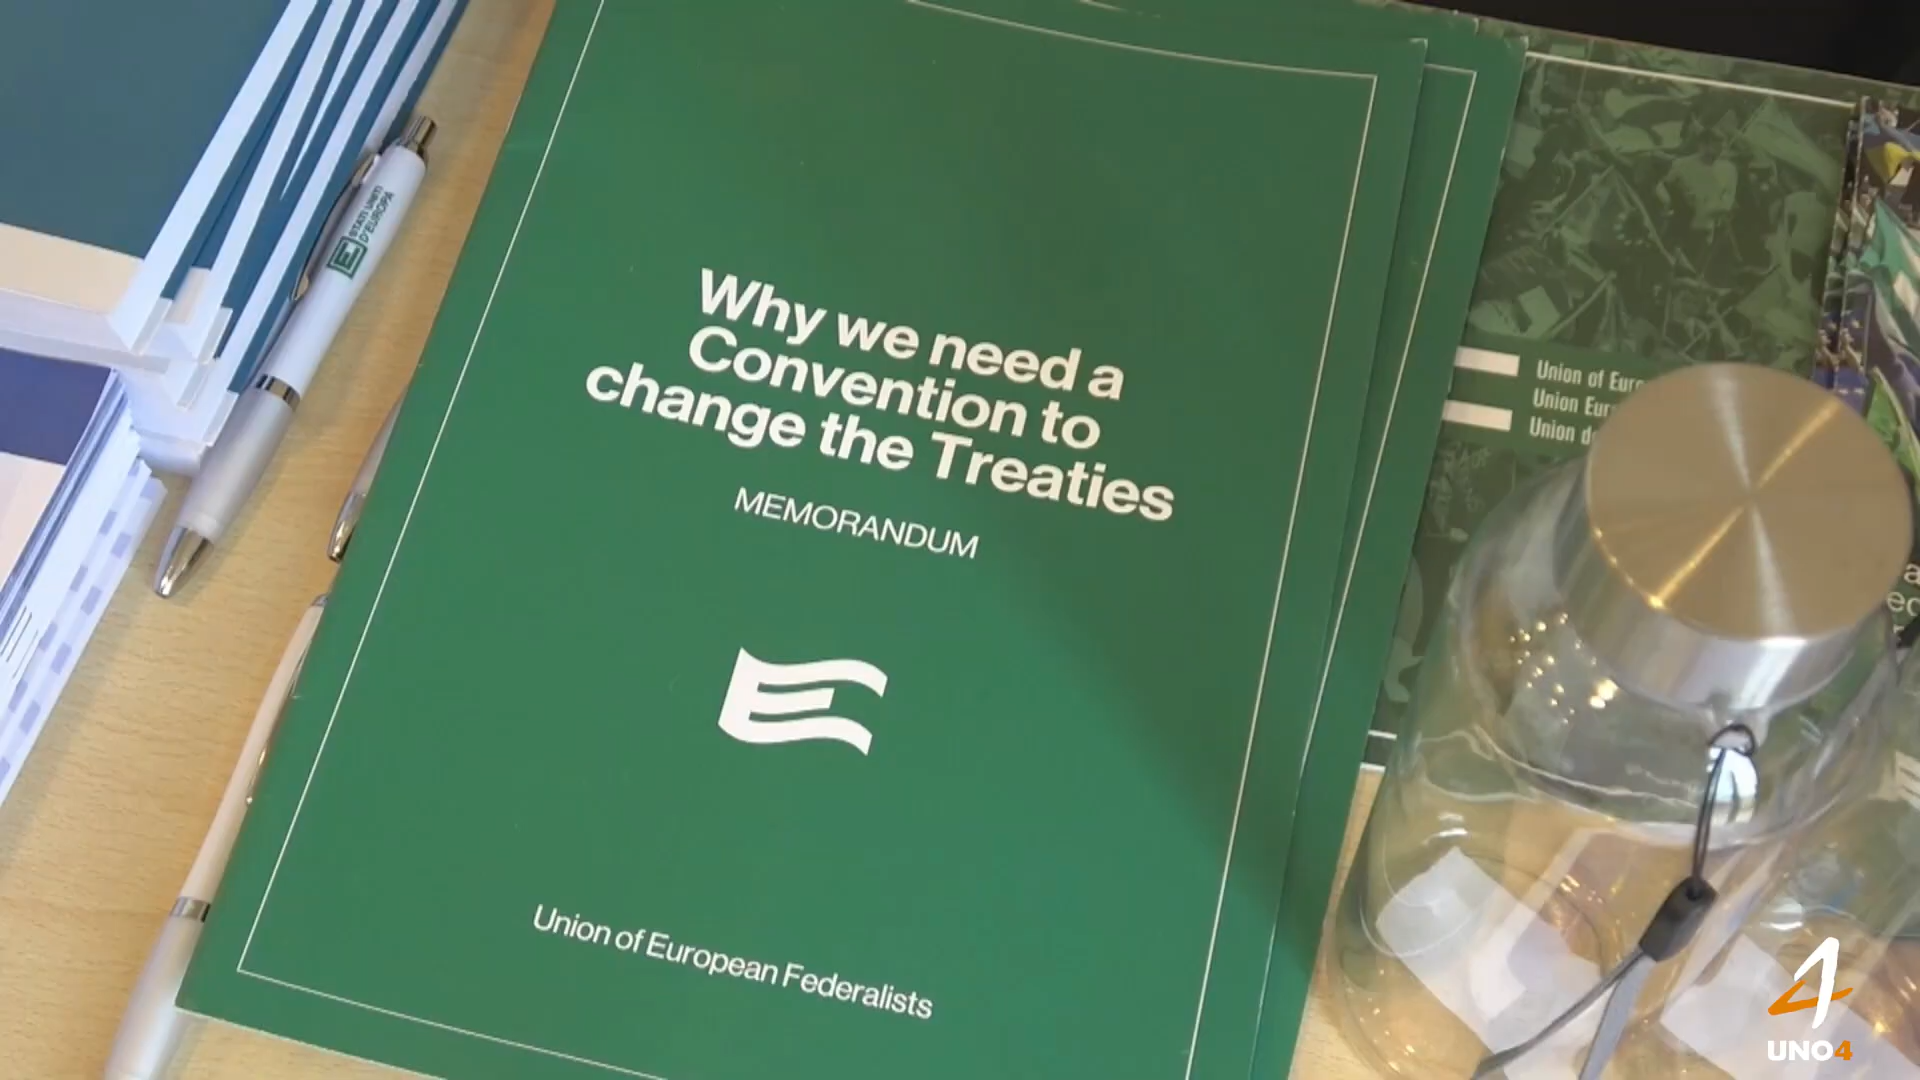 STATI UNITI
D'EUROPA
Why we need a
Convention to
change the Treaties
MEMORANDUM
Union of European Federalists
Union of Euro
Union Eur
Union de
UNO4